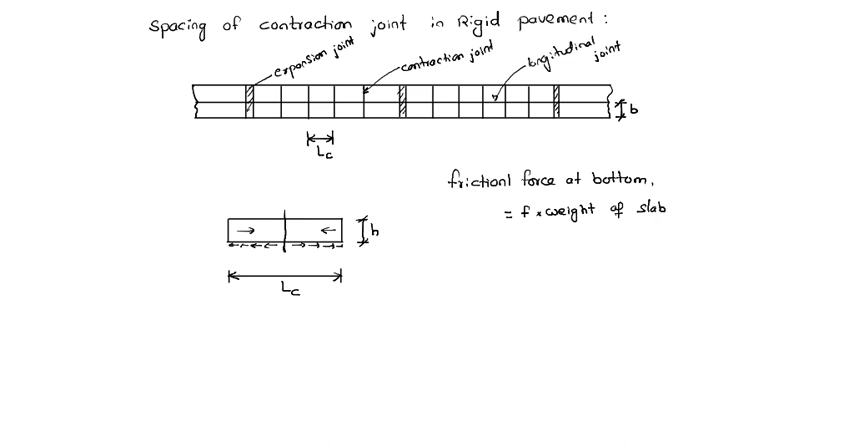 Spacing of contraction joint in Rigid pavement :
expansion joint
contraction joint
longitudinal
joint
b
Lc
frictionl force at bottom,
= f × weight of slab
h
Lc